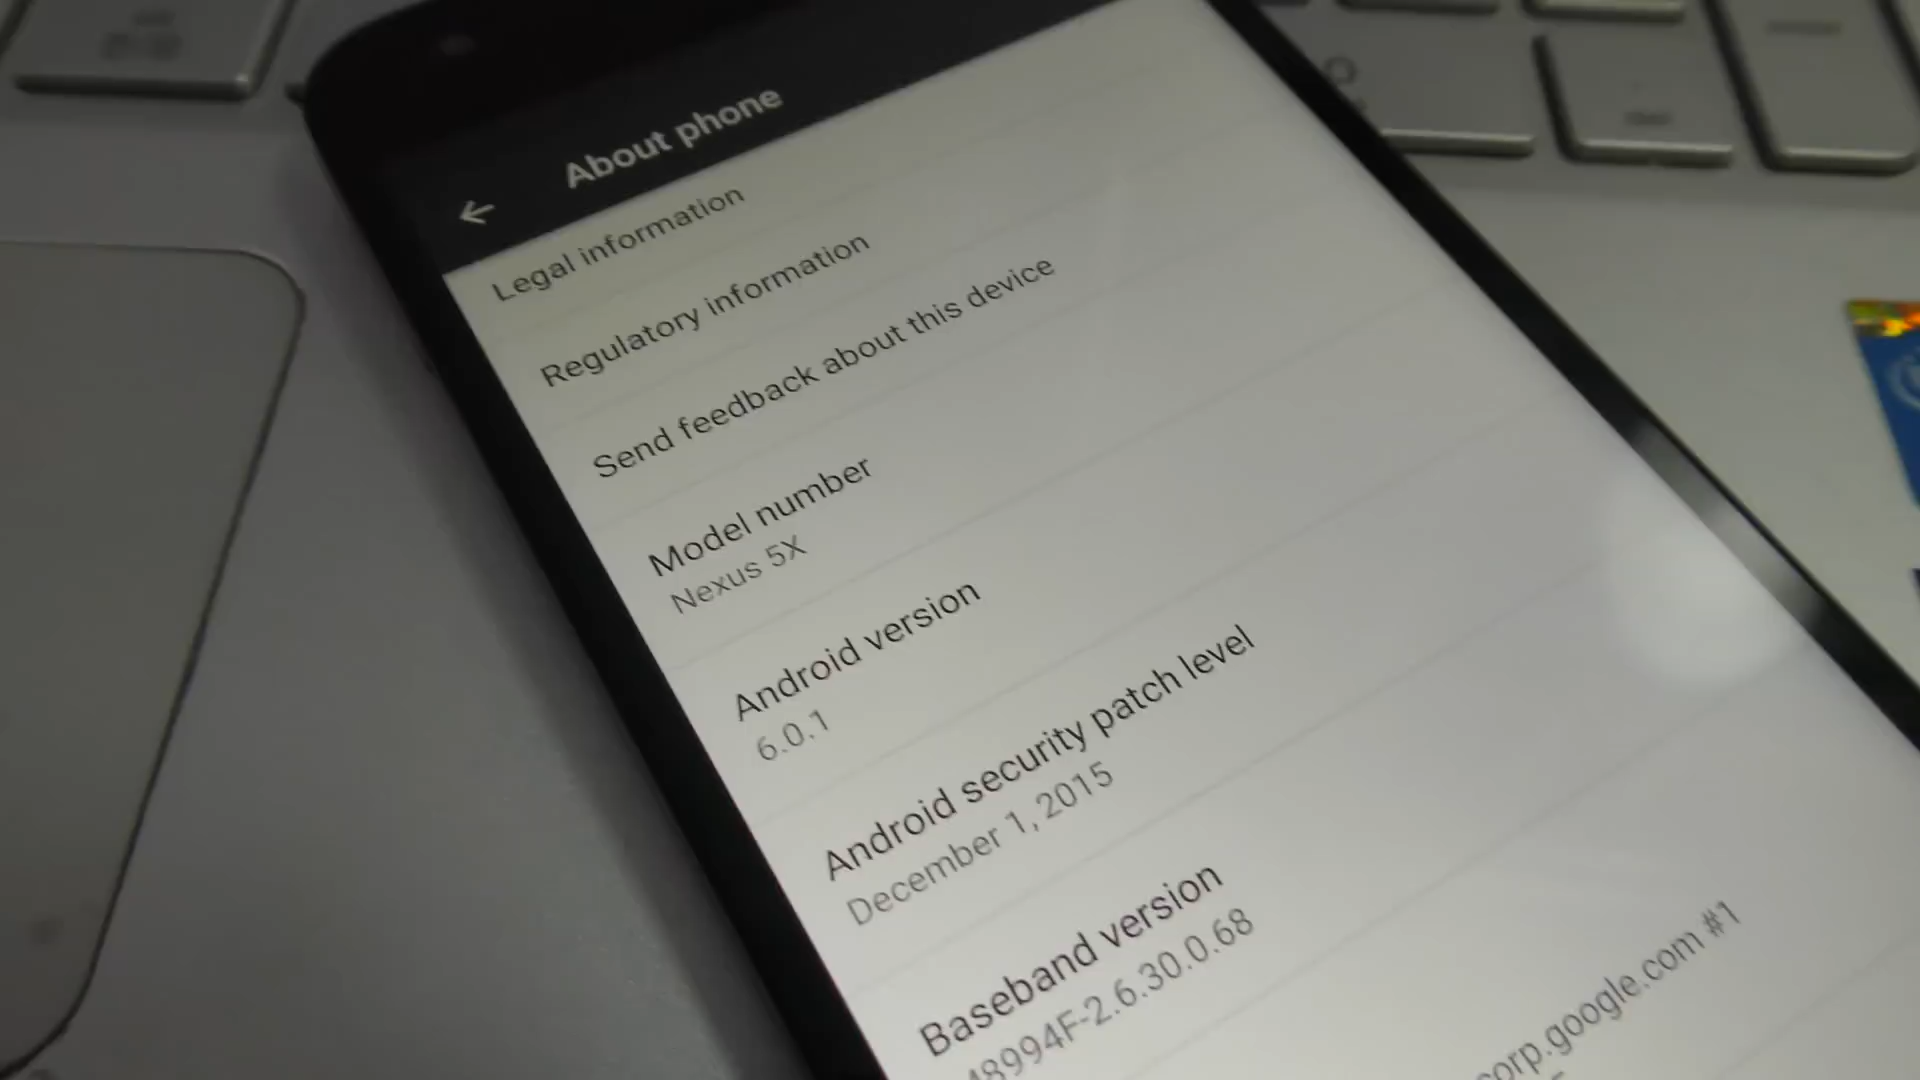 About phone
Legal information
Regulatory information
Send feedback about this device
Model number
Nexus 5X
Android version
6.0.1
Android security patch level
December 1, 2015
Baseband version
48994F-2.6.30.0.68
corp.google.com #1